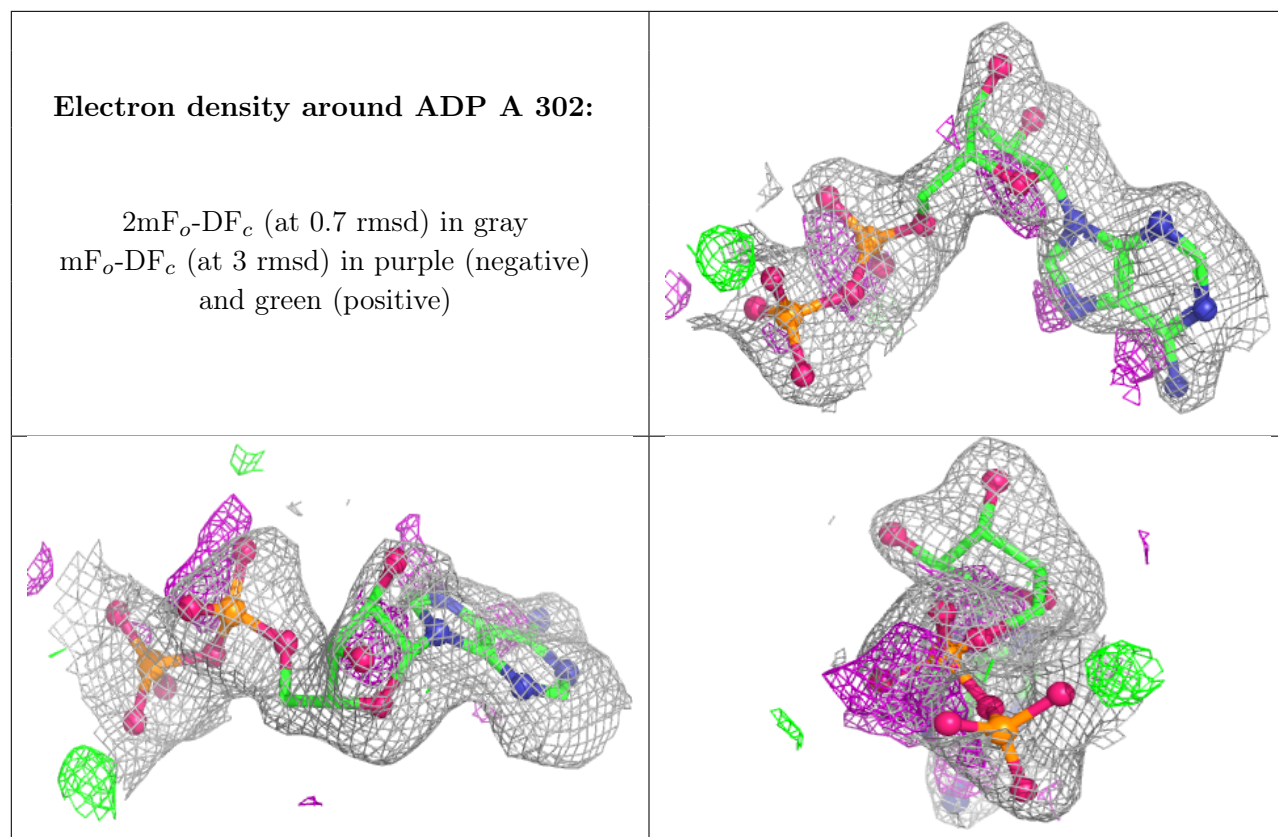 Electron density around ADP A 302:
2mFo-DFc (at 0.7 rmsd) in gray
mFo-DFc (at 3 rmsd) in purple (negative)
and green (positive)